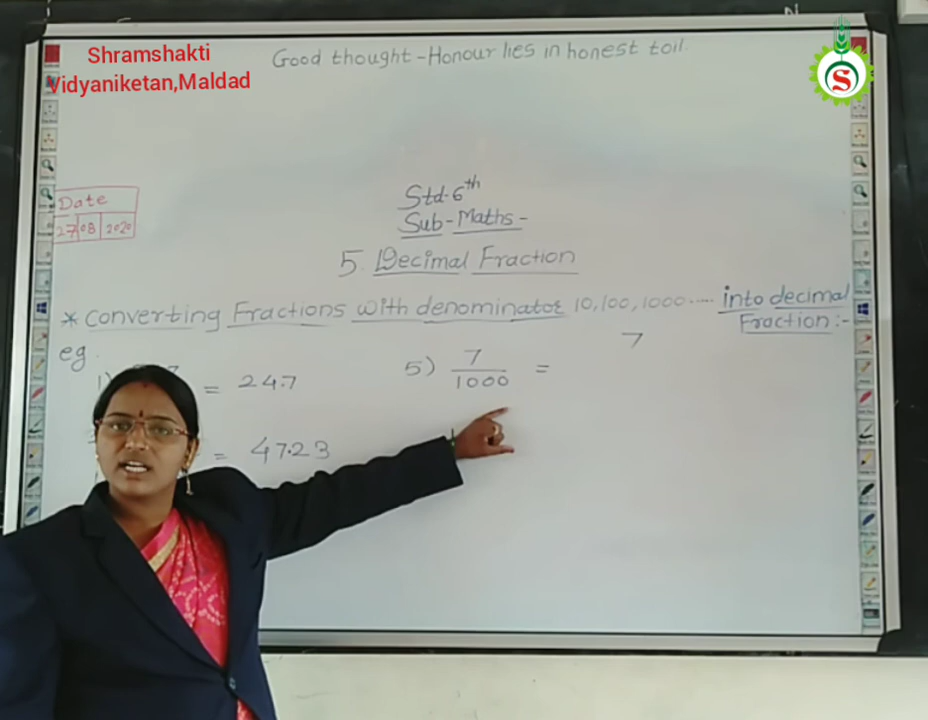 Shramshakti
Vidyaniketan,Maldad
Good thought - Honour lies in honest toil.
S
Date
27 08 2020
Std-6th
Sub-Maths-
5. Decimal Fraction
* Converting Fractions with denominator 10,100,1000.... into decimal
Fraction:-
eg.
1) = 24.7
= 47.23
5) 7/1000 =
7